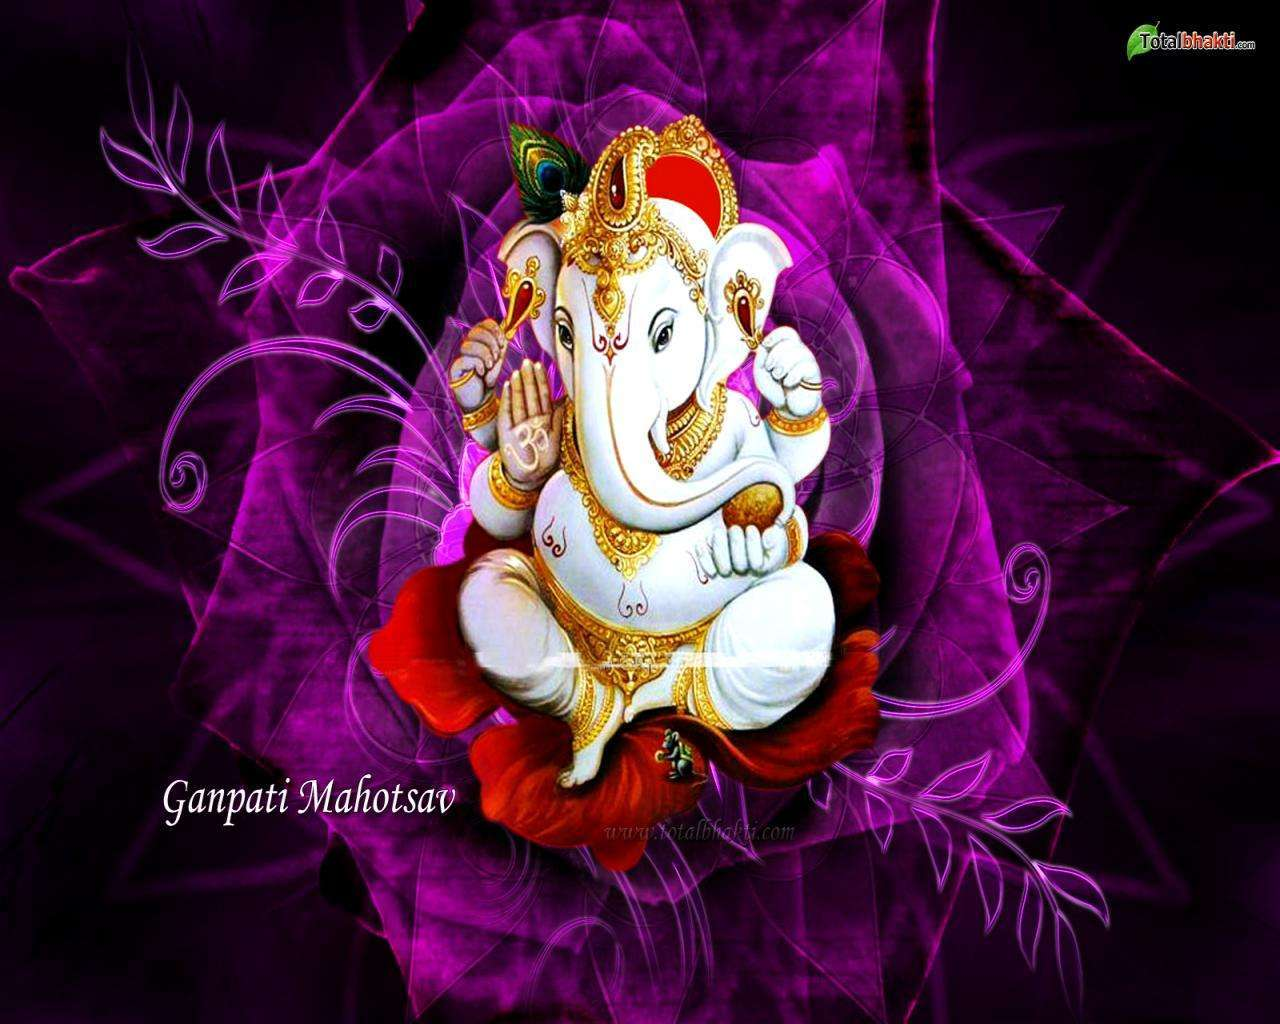 Totalbhakti.com
ॐ
Ganpati Mahotsav
www.totalbhakti.com